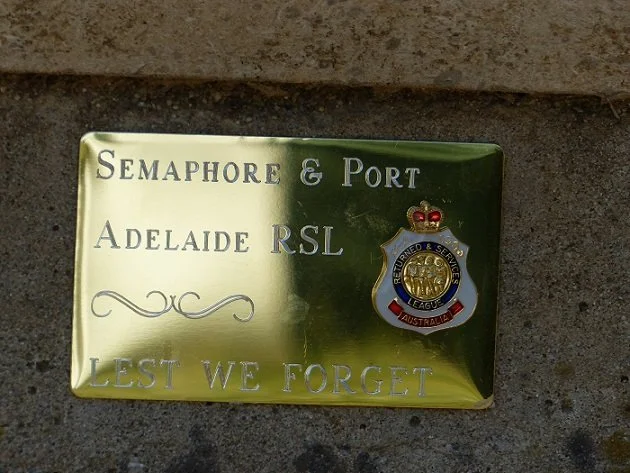 SEMAPHORE & PORT
ADELAIDE RSL
RETURNED & SERVICES
LEAGUE
AUSTRALIA
LEST WE FORGET